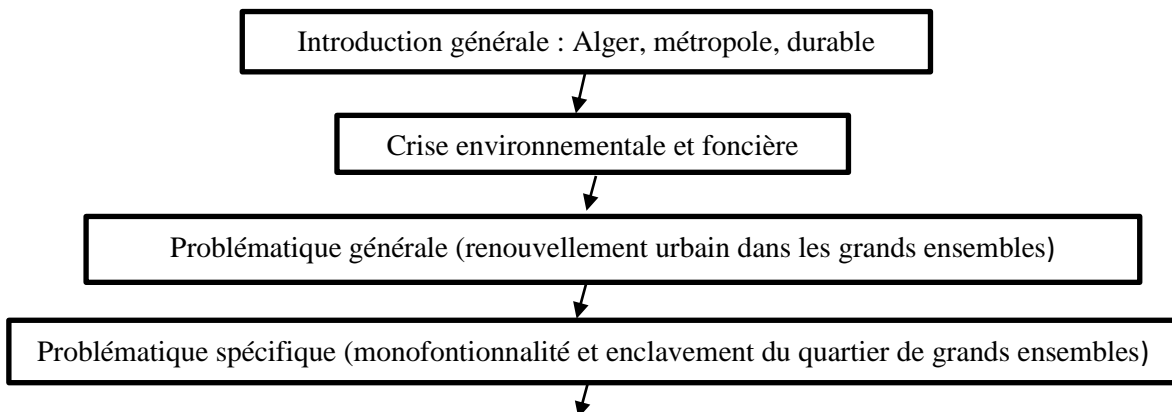 Introduction générale : Alger, métropole, durable
Crise environnementale et foncière
Problématique générale (renouvellement urbain dans les grands ensembles)
Problématique spécifique (monofontionnalité et enclavement du quartier de grands ensembles)